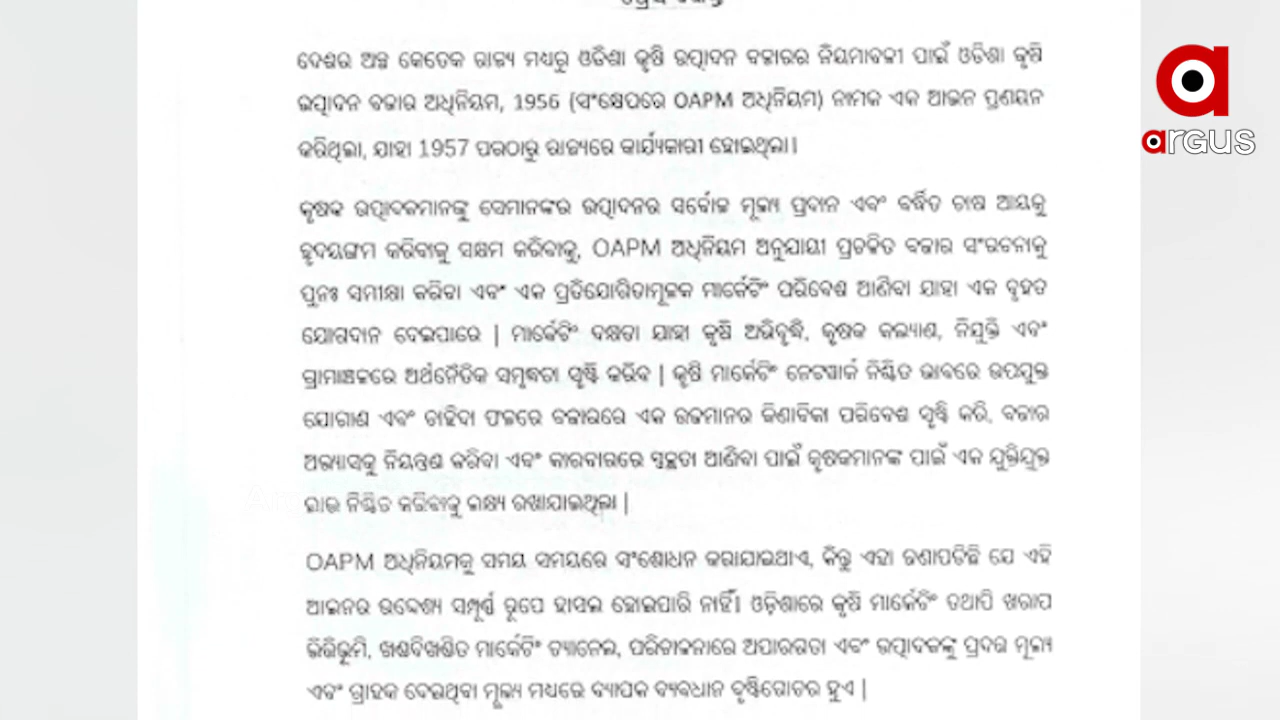 ଦେଶର ଅଳ୍ପ କେତେକ ରାଜ୍ୟ ମଧ୍ୟରୁ ଓଡିଶା କୃଷି ଉତ୍ପାଦନ ବଜାରର ନିୟମାବଳୀ ପାଇଁ ଓଡିଶା କୃଷି
ଉତ୍ପାଦନ ବଜାର ଅଧିନିୟମ, 1956 (ସଂକ୍ଷେପରେ OAPM ଅଧିନିୟମ) ନାମକ ଏକ ଆଇନ ପ୍ରଣୟନ
କରିଥିଲା, ଯାହା 1957 ପରଠାରୁ ରାଜ୍ୟରେ କାର୍ଯ୍ୟକାରୀ ହୋଇଥିଲା।
କୃଷକ ଉତ୍ପାଦକମାନଙ୍କୁ ସେମାନଙ୍କର ଉତ୍ପାଦନର ସର୍ବୋଚ୍ଚ ମୂଲ୍ୟ ପ୍ରଦାନ ଏବଂ ବର୍ଦ୍ଧିତ ଚାଷ ଆୟକୁ
ହୃଦୟଙ୍ଗମ କରିବାକୁ ସକ୍ଷମ କରିବାକୁ, OAPM ଅଧିନିୟମ ଅନୁଯାୟୀ ପ୍ରଚଳିତ ବଜାର ସଂରଚନାକୁ
ପୁନଃ ସମୀକ୍ଷା କରିବା ଏବଂ ଏକ ପ୍ରତିଯୋଗିତାମୂଳକ ମାର୍କେଟିଂ ପରିବେଶ ଆଣିବା ଯାହା ଏକ ବୃହତ
ଯୋଗଦାନ ଦେଇପାରେ | ମାର୍କେଟିଂ ଦକ୍ଷତା ଯାହା କୃଷି ଅଭିବୃଦ୍ଧି, କୃଷକ କଲ୍ୟାଣ, ନିଯୁକ୍ତି ଏବଂ
ଗ୍ରାମାଞ୍ଚଳରେ ଅର୍ଥନୈତିକ ସମୃଦ୍ଧତା ସୃଷ୍ଟି କରିବ | କୃଷି ମାର୍କେଟିଂ ନେଟୱାର୍କ ନିଶ୍ଚିତ ଭାବରେ ଉପଯୁକ୍ତ
ଯୋଗାଣ ଏବଂ ଚାହିଦା ଫଳରେ ବଜାରରେ ଏକ ଉଚ୍ଚମାନର କିଣାବିକା ପରିବେଶ ସୃଷ୍ଟି କରି, ବଜାର
ଅଭ୍ୟାସକୁ ନିୟନ୍ତ୍ରଣ କରିବା ଏବଂ କାରବାରରେ ସ୍ୱଚ୍ଛତା ଆଣିବା ପାଇଁ କୃଷକମାନଙ୍କ ପାଇଁ ଏକ ଯୁକ୍ତିଯୁକ୍ତ
ଲାଭ ନିଶ୍ଚିତ କରିବାକୁ ଲକ୍ଷ୍ୟ ରଖାଯାଇଥିଲା |
OAPM ଅଧିନିୟମକୁ ସମୟ ସମୟରେ ସଂଶୋଧନ କରାଯାଇଥାଏ, କିନ୍ତୁ ଏହା ଜଣାପଡିଛି ଯେ ଏହି
ଆଇନର ଉଦ୍ଦେଶ୍ୟ ସମ୍ପୂର୍ଣ୍ଣ ରୂପେ ହାସଲ ହୋଇପାରି ନାହିଁ। ଓଡ଼ିଶାରେ କୃଷି ମାର୍କେଟିଂ ତଥାପି ଖରାପ
ଭିତ୍ତିଭୂମି, ଖଣ୍ଡବିଖଣ୍ଡିତ ମାର୍କେଟିଂ ଚ୍ୟାନେଲ, ପରିଚାଳନାରେ ଅପାରଗତା ଏବଂ ଉତ୍ପାଦକଙ୍କୁ ପ୍ରଦତ୍ତ ମୂଲ୍ୟ
ଏବଂ ଗ୍ରାହକ ଦେଉଥିବା ମୂଲ୍ୟ ମଧ୍ୟରେ ବ୍ୟାପକ ବ୍ୟବଧାନ ଦୃଷ୍ଟିଗୋଚର ହୁଏ |
argus